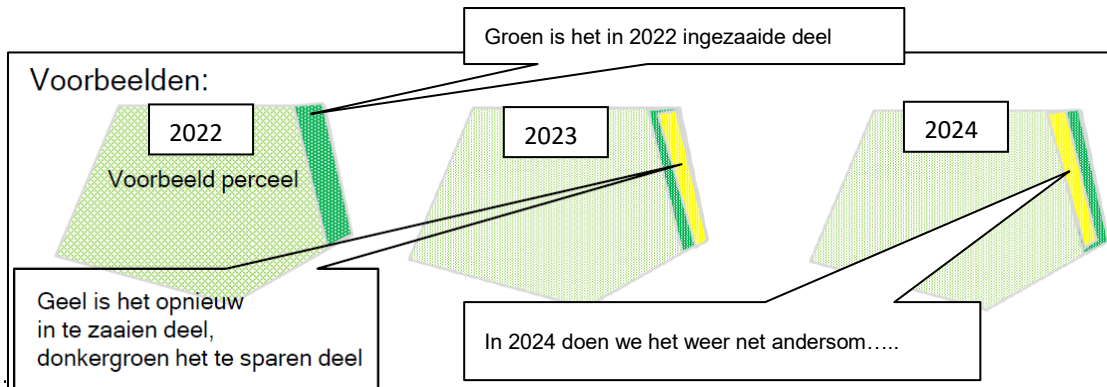 Groen is het in 2022 ingezaaide deel
Voorbeelden:
2022
2023
2024
Voorbeeld perceel
Geel is het opnieuw
in te zaaien deel,
donkergroen het te sparen deel
In 2024 doen we het weer net andersom…..